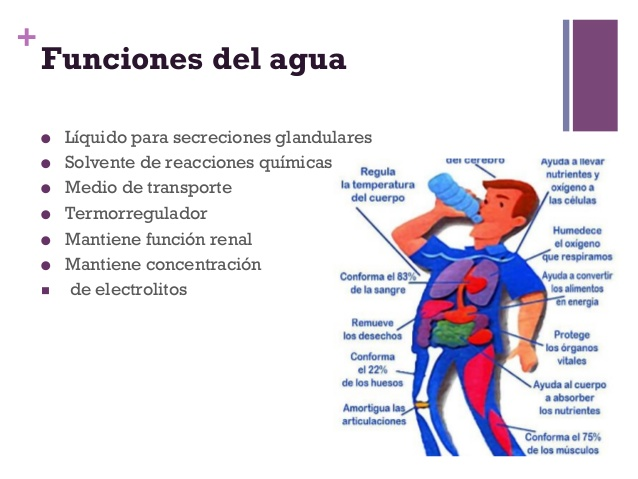 +
Funciones del agua
● Líquido para secreciones glandulares
● Solvente de reacciones químicas
● Medio de transporte
● Termorregulador
● Mantiene función renal
● Mantiene concentración
■ de electrolitos
del cerebro
Regula
la temperatura
del cuerpo
Conforma el 83%
de la sangre
Remueve
los desechos
Conforma
el 22%
de los huesos
Amortigua las
articulaciones
Ayuda a llevar
nutrientes y
oxígeno a
las células
Humedece
el oxígeno
que respiramos
Ayuda a convertir
los alimentos
en energía
Protege
los órganos
vitales
Ayuda al cuerpo
a absorber
los nutrientes
Conforma el 75%
de los músculos